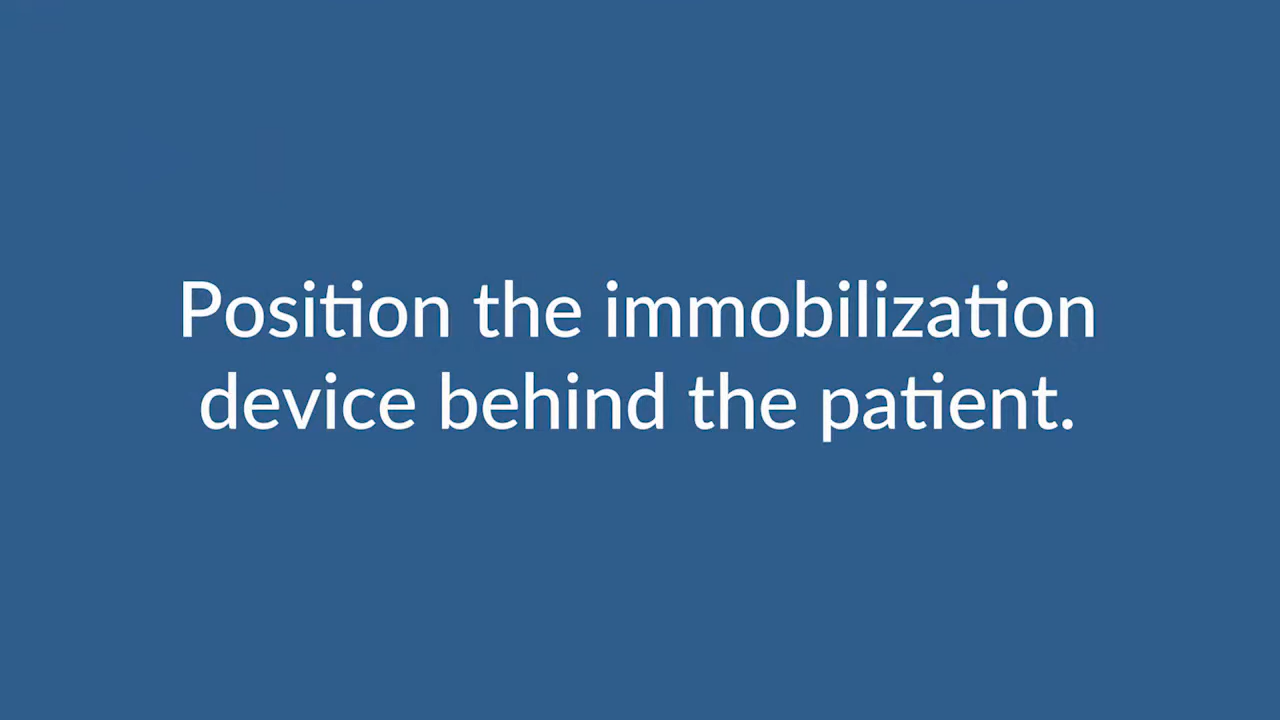 Position the immobilization
device behind the patient.